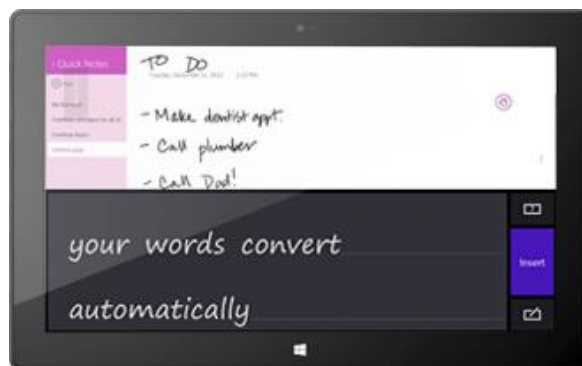 Quick Notes
TO DO
- Make dentist appt.
- Call plumber
- Call Dad!
your words convert
Insert
automatically